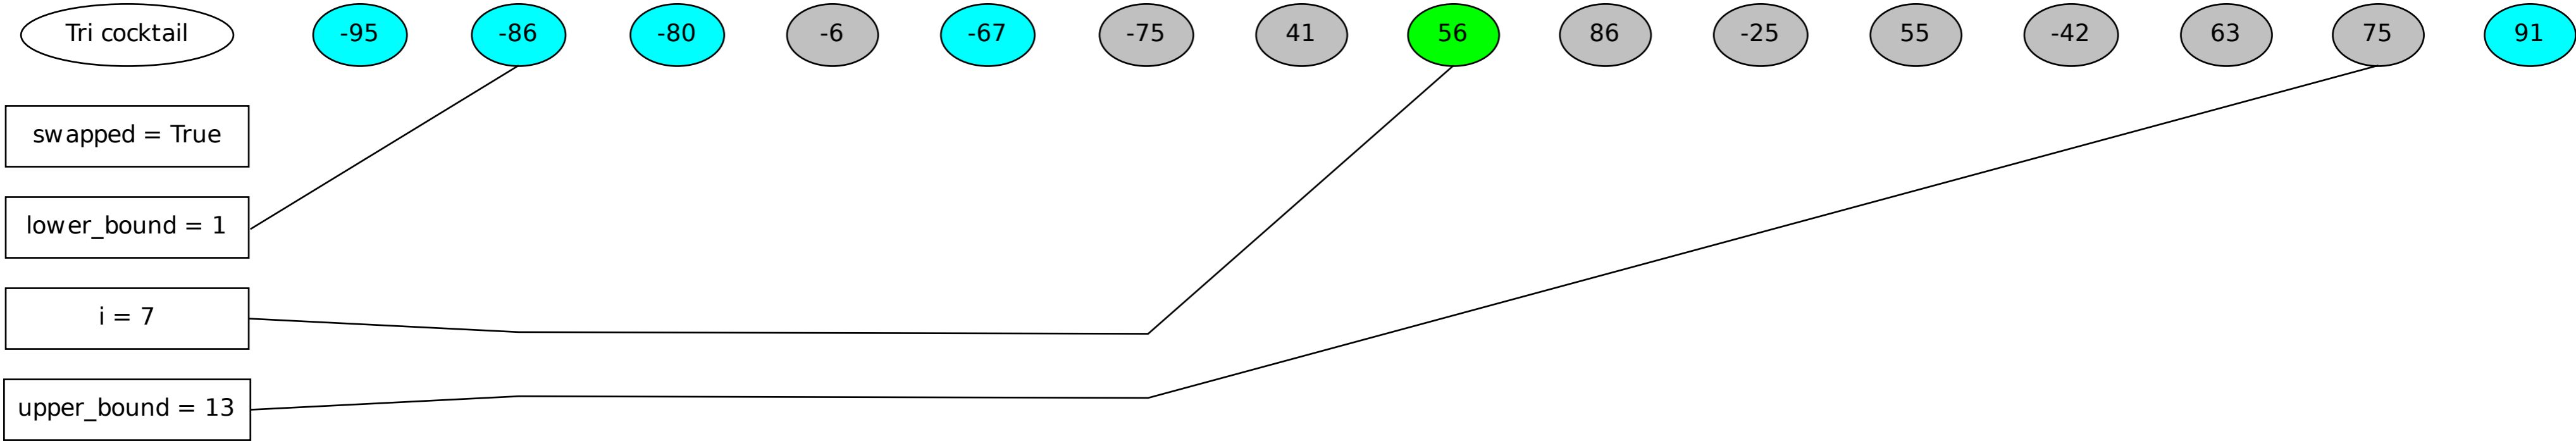 Tri cocktail -95 -86 -80 -6 -67 -75 41 56 86 -25 55 -42 63 75 91
swapped = True
lower_bound = 1
i = 7
upper_bound = 13